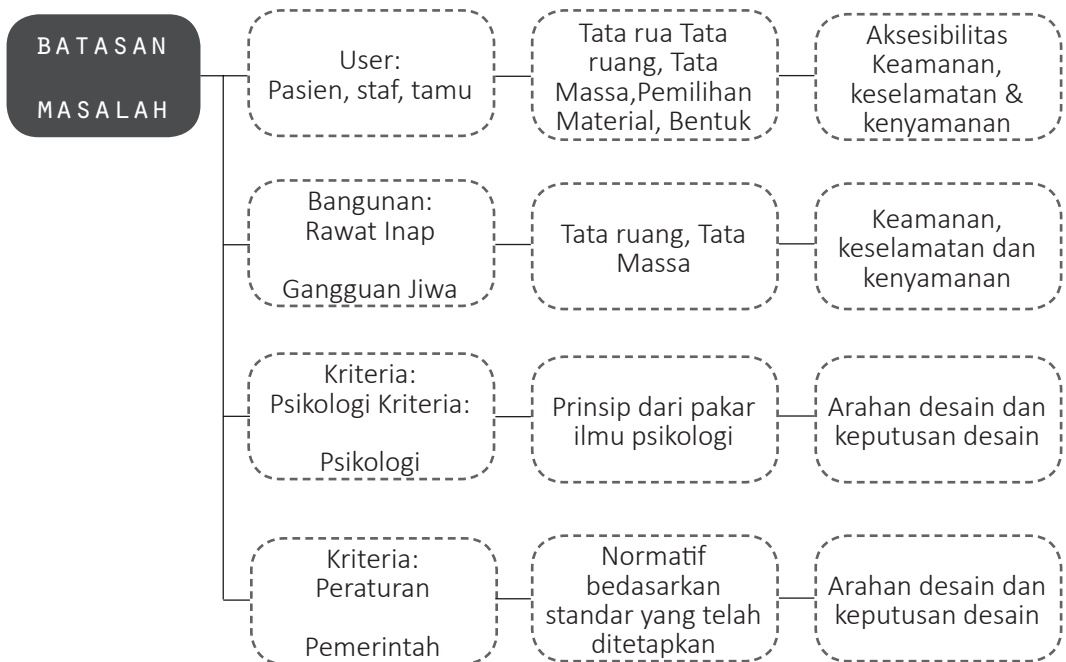 BATASAN
MASALAH
User:
Pasien, staf, tamu
Tata rua Tata
ruang, Tata
Massa,Pemilihan
Material, Bentuk
Aksesibilitas
Keamanan,
keselamatan &
kenyamanan
Bangunan:
Rawat Inap
Gangguan Jiwa
Tata ruang, Tata
Massa
Keamanan,
keselamatan dan
kenyamanan
Kriteria:
Psikologi Kriteria:
Psikologi
Prinsip dari pakar
ilmu psikologi
Arahan desain dan
keputusan desain
Kriteria:
Peraturan
Pemerintah
Normatif
bedasarkan
standar yang telah
ditetapkan
Arahan desain dan
keputusan desain